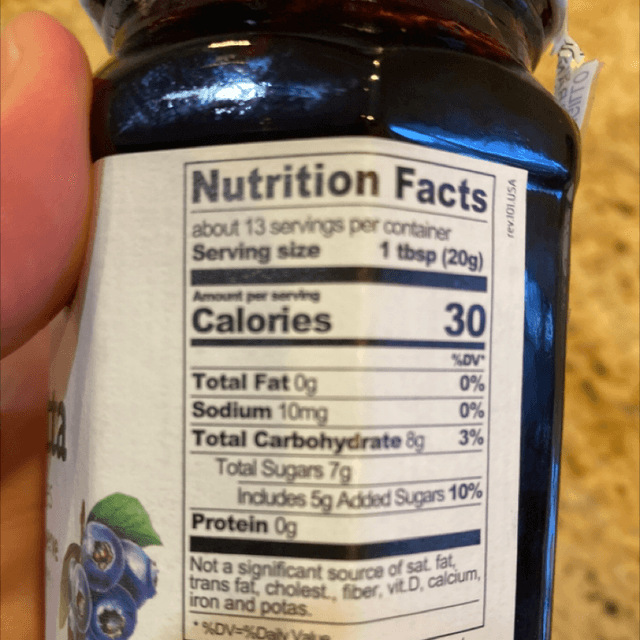 Nutrition Facts
about 13 servings per container
Serving size 1 tbsp (20g)
Amount per serving
Calories 30
%DV*
Total Fat 0g 0%
Sodium 10mg 0%
Total Carbohydrate 8g 3%
Total Sugars 7g
Includes 5g Added Sugars 10%
Protein 0g
Not a significant source of sat. fat,
trans fat, cholest., fiber, vit.D, calcium,
iron and potas.
* %DV=%Daily Value
rev.101.USA